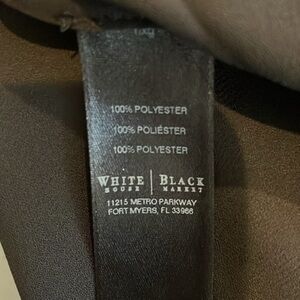 100% POLYESTER
100% POLIÉSTER
100% POLYESTER
WHITE | BLACK
HOUSE | MARKET
11215 METRO PARKWAY
FORT MYERS, FL 33966